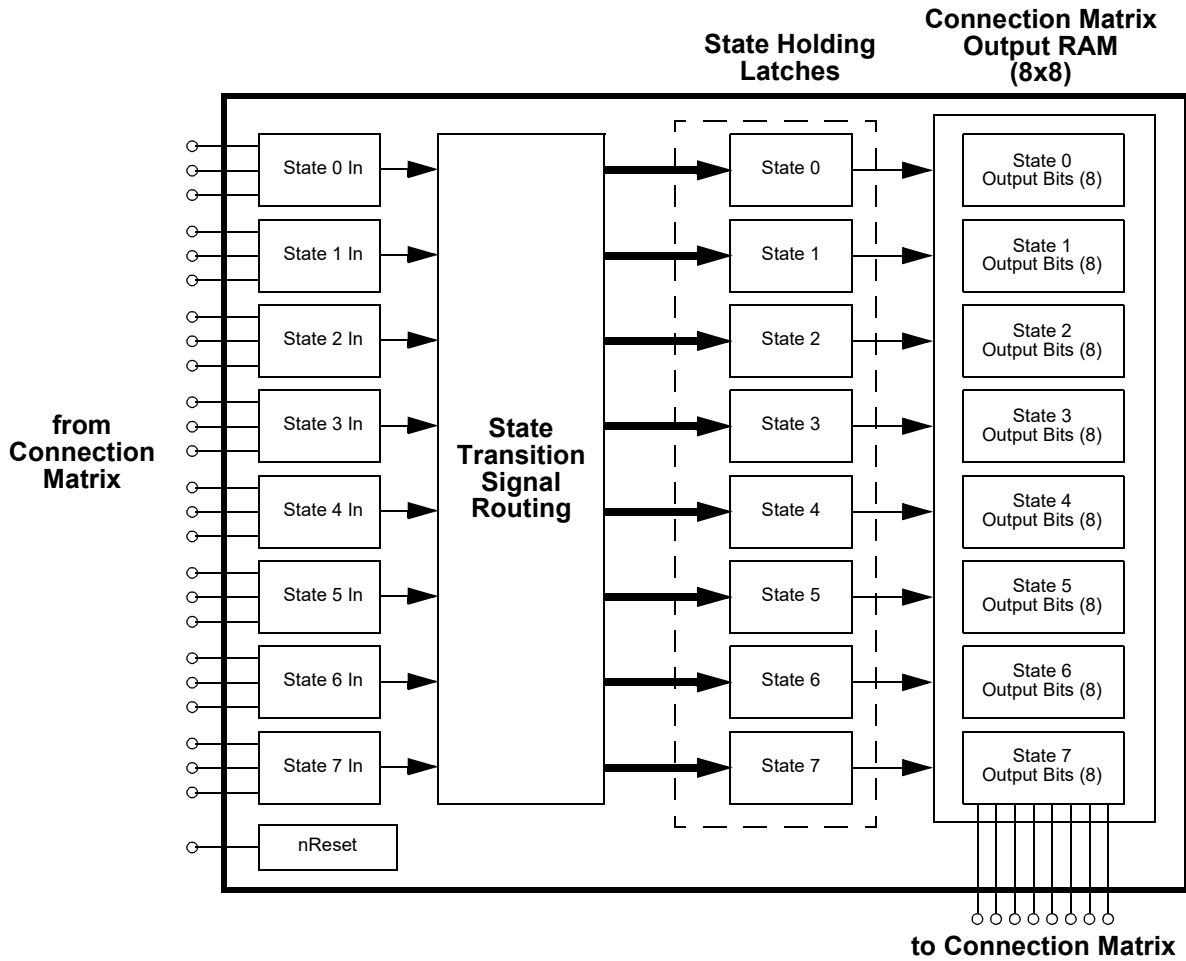 Connection Matrix
Output RAM
(8x8)
State Holding
Latches
State 0 In
State 0
State 0
Output Bits (8)
State 1 In
State 1
State 1
Output Bits (8)
State 2 In
State 2
State 2
Output Bits (8)
from
Connection
Matrix
State 3 In
State
Transition
Signal
Routing
State 3
State 3
Output Bits (8)
State 4 In
State 4
State 4
Output Bits (8)
State 5 In
State 5
State 5
Output Bits (8)
State 6 In
State 6
State 6
Output Bits (8)
State 7 In
State 7
State 7
Output Bits (8)
nReset
to Connection Matrix